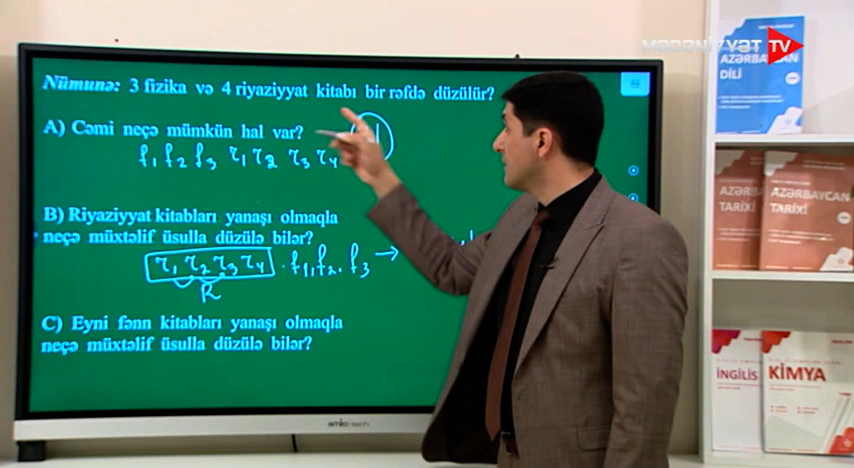 MƏDƏNİYYƏT TV
Nümunə: 3 fizika və 4 riyaziyyat kitabı bir rəfdə düzülür?
A) Cəmi neçə mümkün hal var?
f₁ f₂ f₃ r₁ r₂ r₃ r₄
B) Riyaziyyat kitabları yanaşı olmaqla
neçə müxtəlif üsulla düzülə bilər?
r₁ r₂ r₃ r₄ . f₁, f₂, f₃ →
R
C) Eyni fənn kitabları yanaşı olmaqla
neçə müxtəlif üsulla düzülə bilər?
AZƏRBAYCAN
DİLİ
AZƏRB
TARİXİ
AZƏRBAYCAN
TARİXİ
İNGİLİS
KİMYA